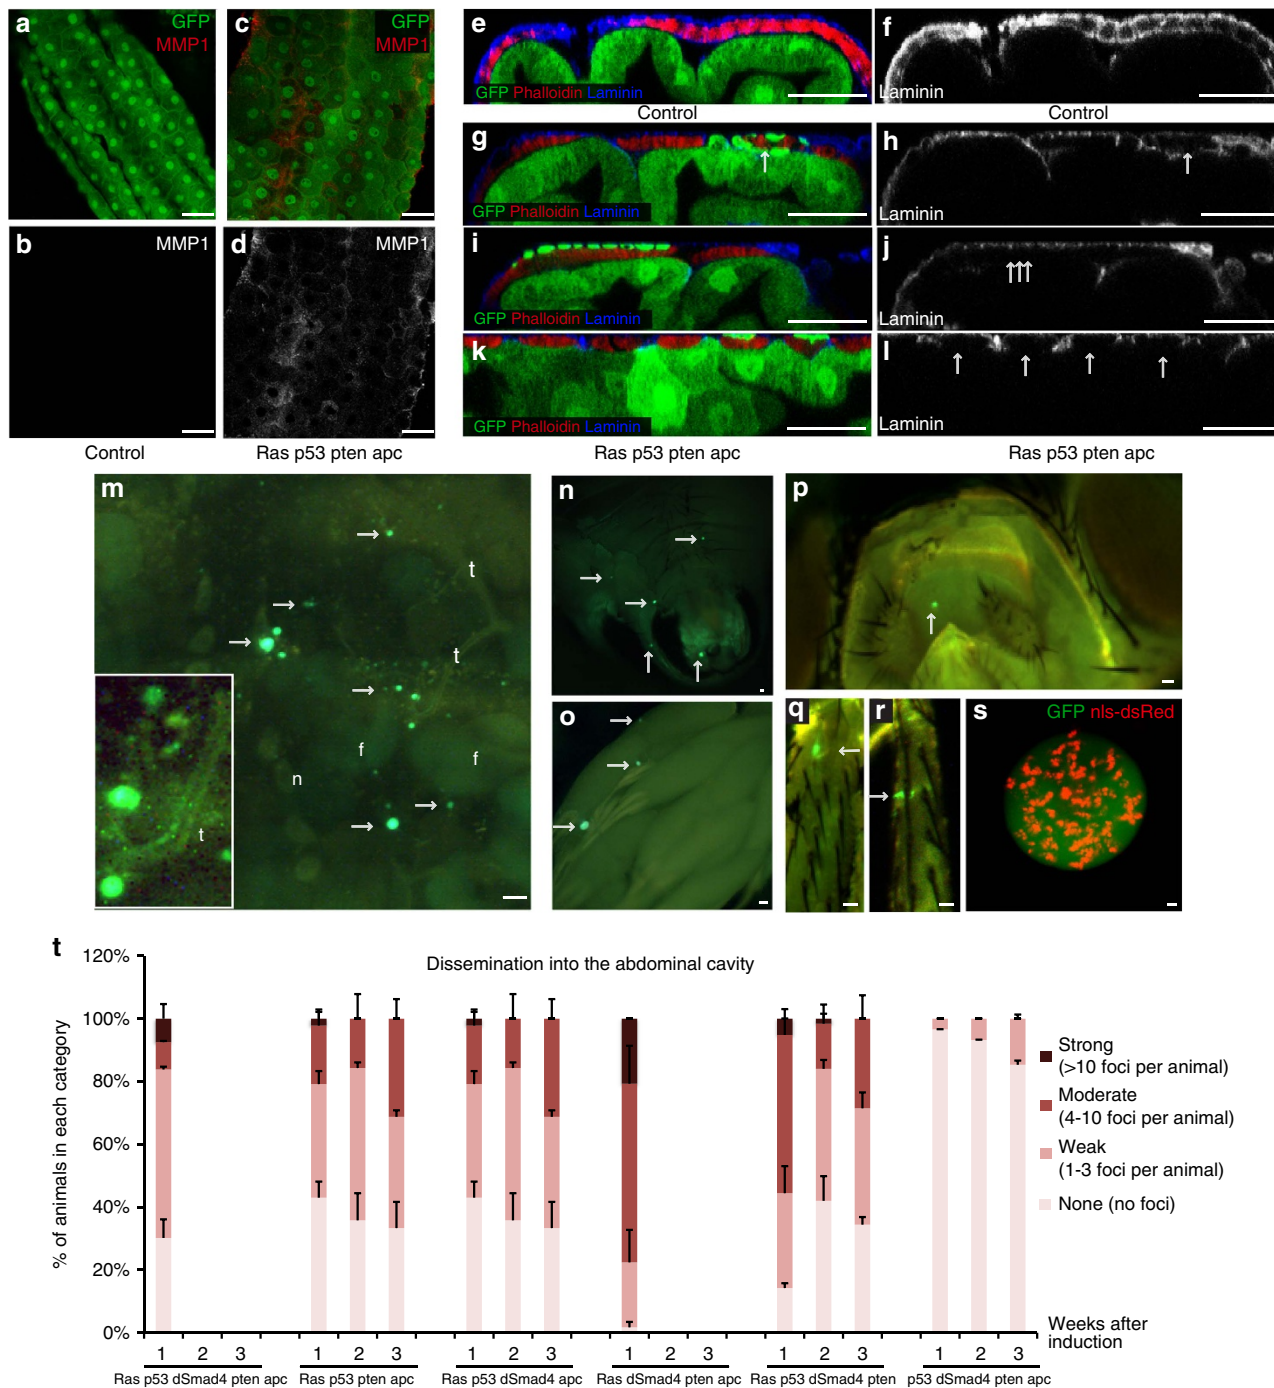 a
GFP
MMP1
c
GFP
MMP1
b
MMP1
d
MMP1
Control
Ras p53 pten apc
e
GFP Phalloidin Laminin
f
Laminin
Control
Control
g
GFP Phalloidin Laminin
h
Laminin
i
GFP Phalloidin Laminin
j
Laminin
k
GFP Phalloidin Laminin
l
Laminin
Ras p53 pten apc
Ras p53 pten apc
m
t
t
f
f
n
t
n
o
p
q
r
s
GFP nls-dsRed
t
Dissemination into the abdominal cavity
% of animals in each category
120%
100%
80%
60%
40%
20%
0%
Strong
(>10 foci per animal)
Moderate
(4-10 foci per animal)
Weak
(1-3 foci per animal)
None (no foci)
Weeks after
induction
1 2 3
Ras p53 dSmad4 pten apc
1 2 3
Ras p53 pten apc
1 2 3
Ras p53 dSmad4 apc
1 2 3
Ras dSmad4 pten apc
1 2 3
Ras p53 dSmad4 pten
1 2 3
p53 dSmad4 pten apc